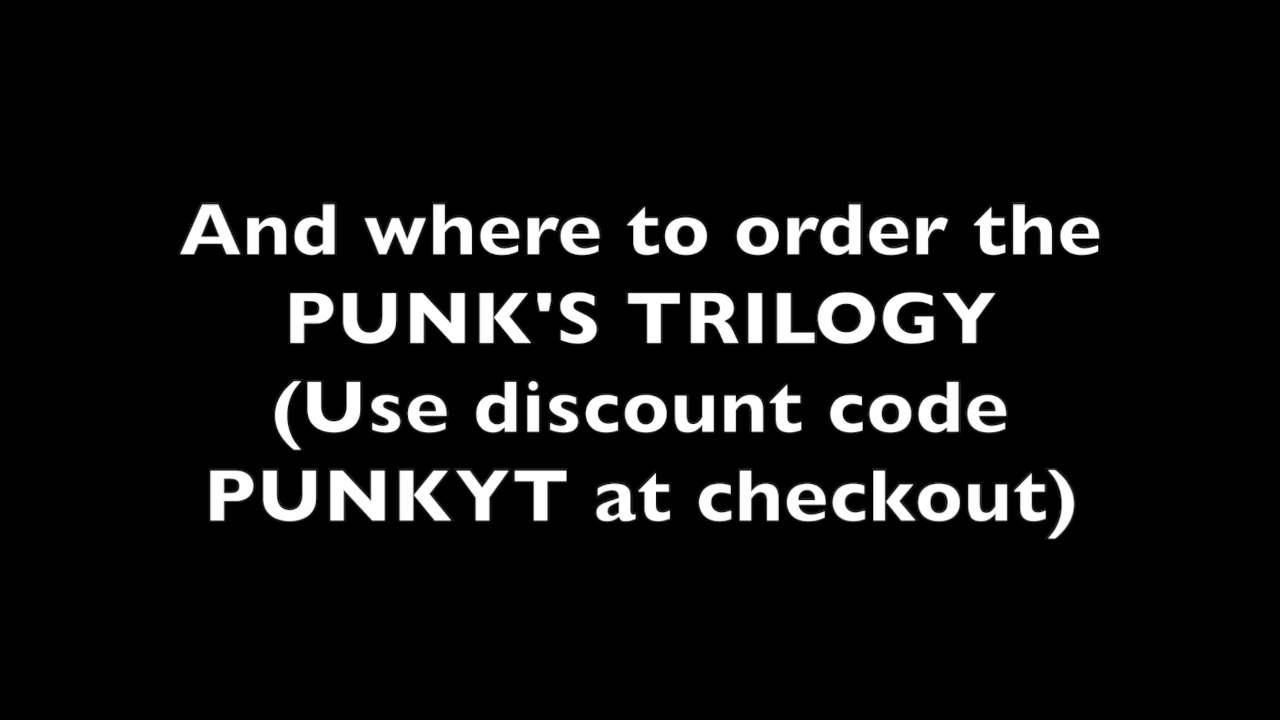 And where to order the
PUNK'S TRILOGY
(Use discount code
PUNKYT at checkout)